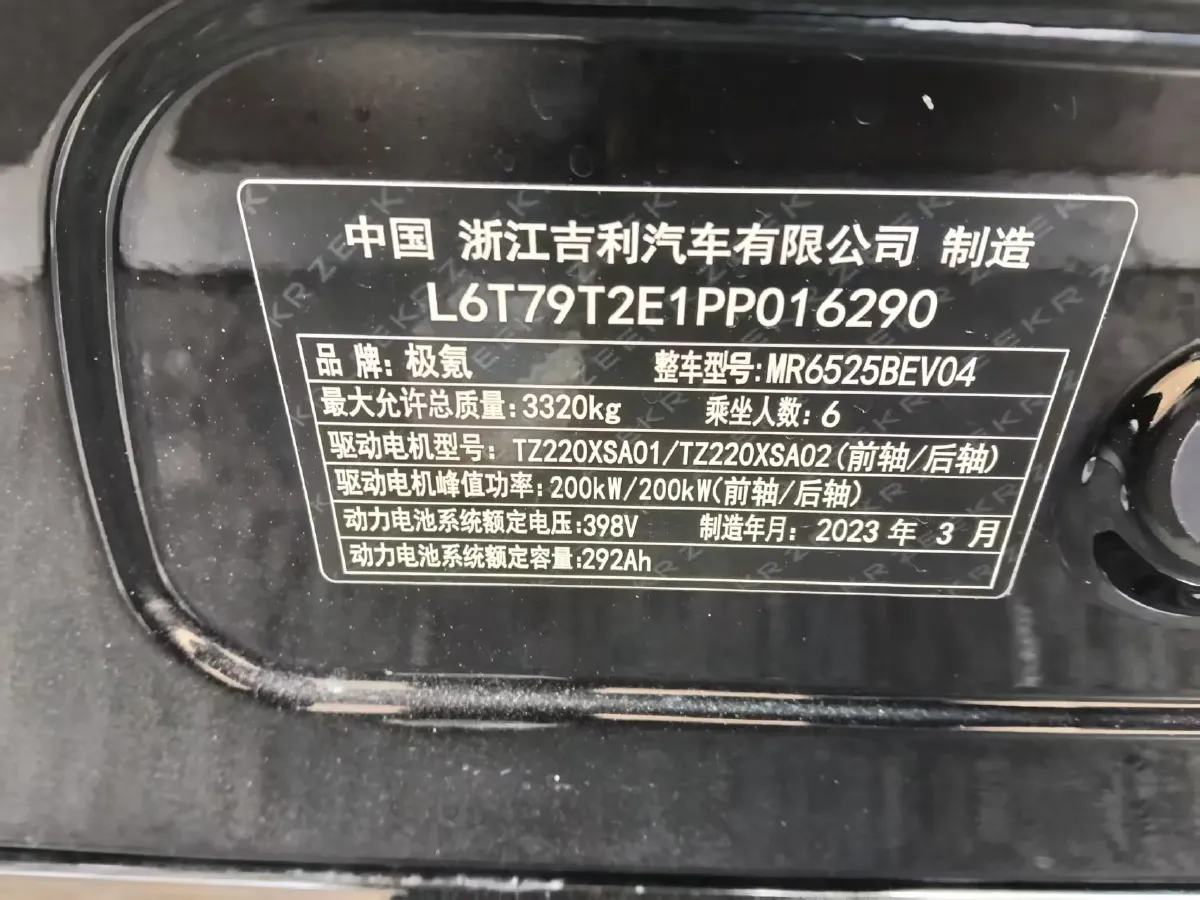 中国 浙江吉利汽车有限公司 制造
L6T79T2E1PP016290
品牌: 极氪 整车型号: MR6525BEV04
最大允许总质量: 3320kg 乘坐人数: 6
驱动电机型号: TZ220XSA01/TZ220XSA02(前轴/后轴)
驱动电机峰值功率: 200kW/200kW(前轴/后轴)
动力电池系统额定电压: 398V 制造年月: 2023 年 3 月
动力电池系统额定容量: 292Ah